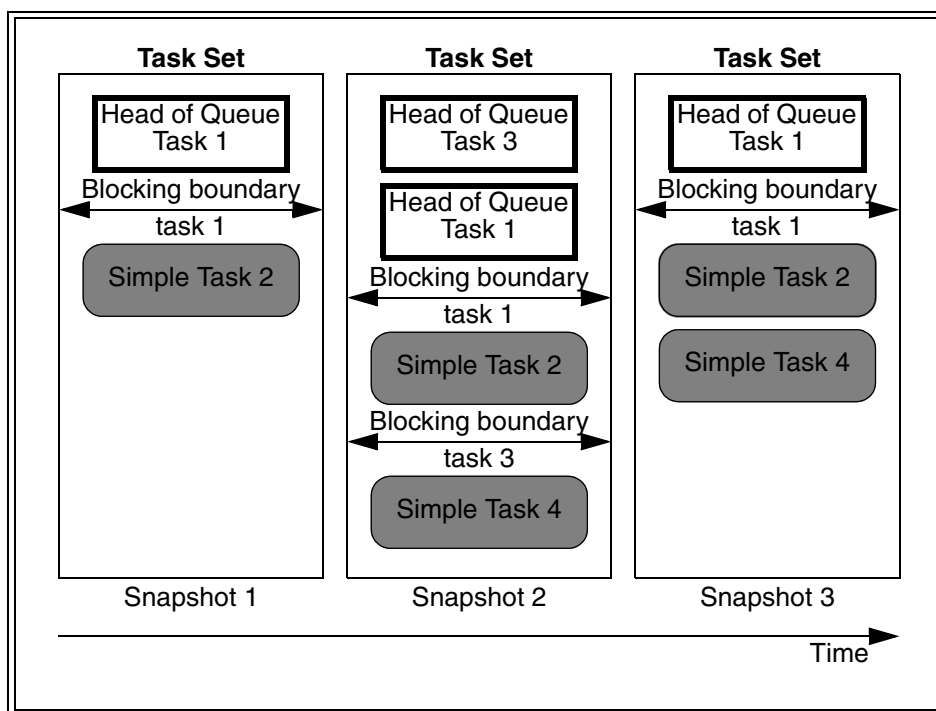 Task Set
Head of Queue
Task 1
Blocking boundary
task 1
Simple Task 2
Snapshot 1
Task Set
Head of Queue
Task 3
Head of Queue
Task 1
Blocking boundary
task 1
Simple Task 2
Blocking boundary
task 3
Simple Task 4
Snapshot 2
Task Set
Head of Queue
Task 1
Blocking boundary
task 1
Simple Task 2
Simple Task 4
Snapshot 3
Time